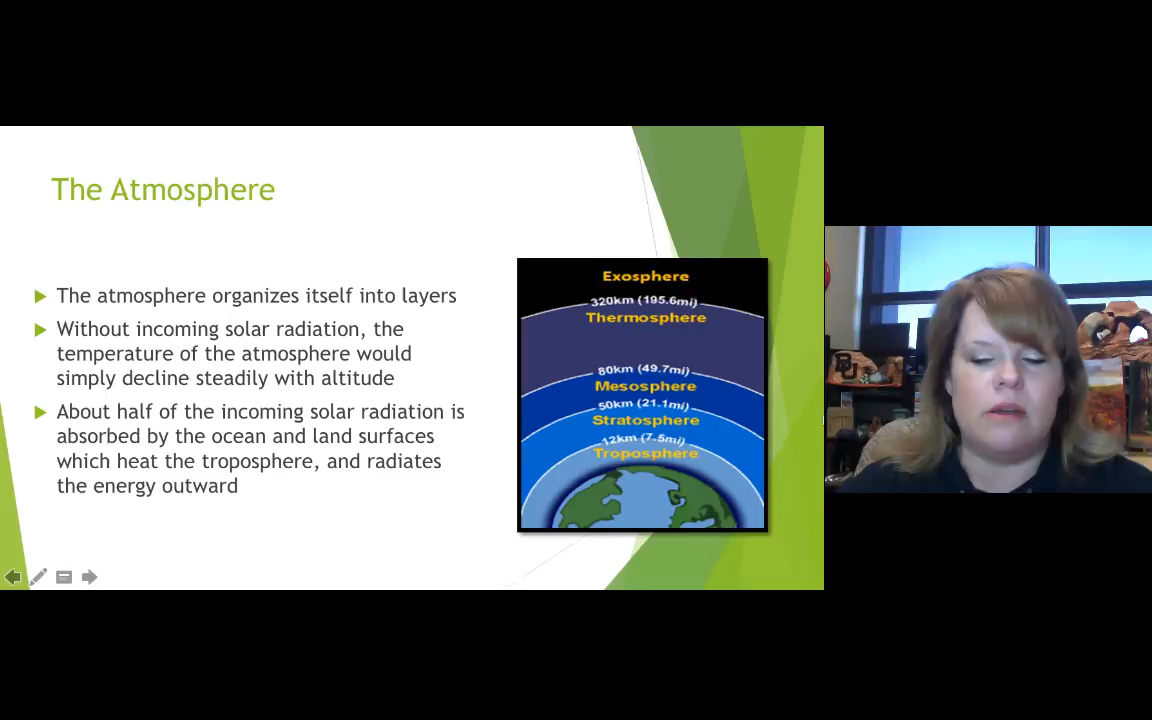 The Atmosphere
The atmosphere organizes itself into layers
Without incoming solar radiation, the
temperature of the atmosphere would
simply decline steadily with altitude
About half of the incoming solar radiation is
absorbed by the ocean and land surfaces
which heat the troposphere, and radiates
the energy outward
Exosphere
320km (195.6mi)
Thermosphere
80km (49.7mi)
Mesosphere
50km (21.1mi)
Stratosphere
12km (7.5mi)
Troposphere
BU